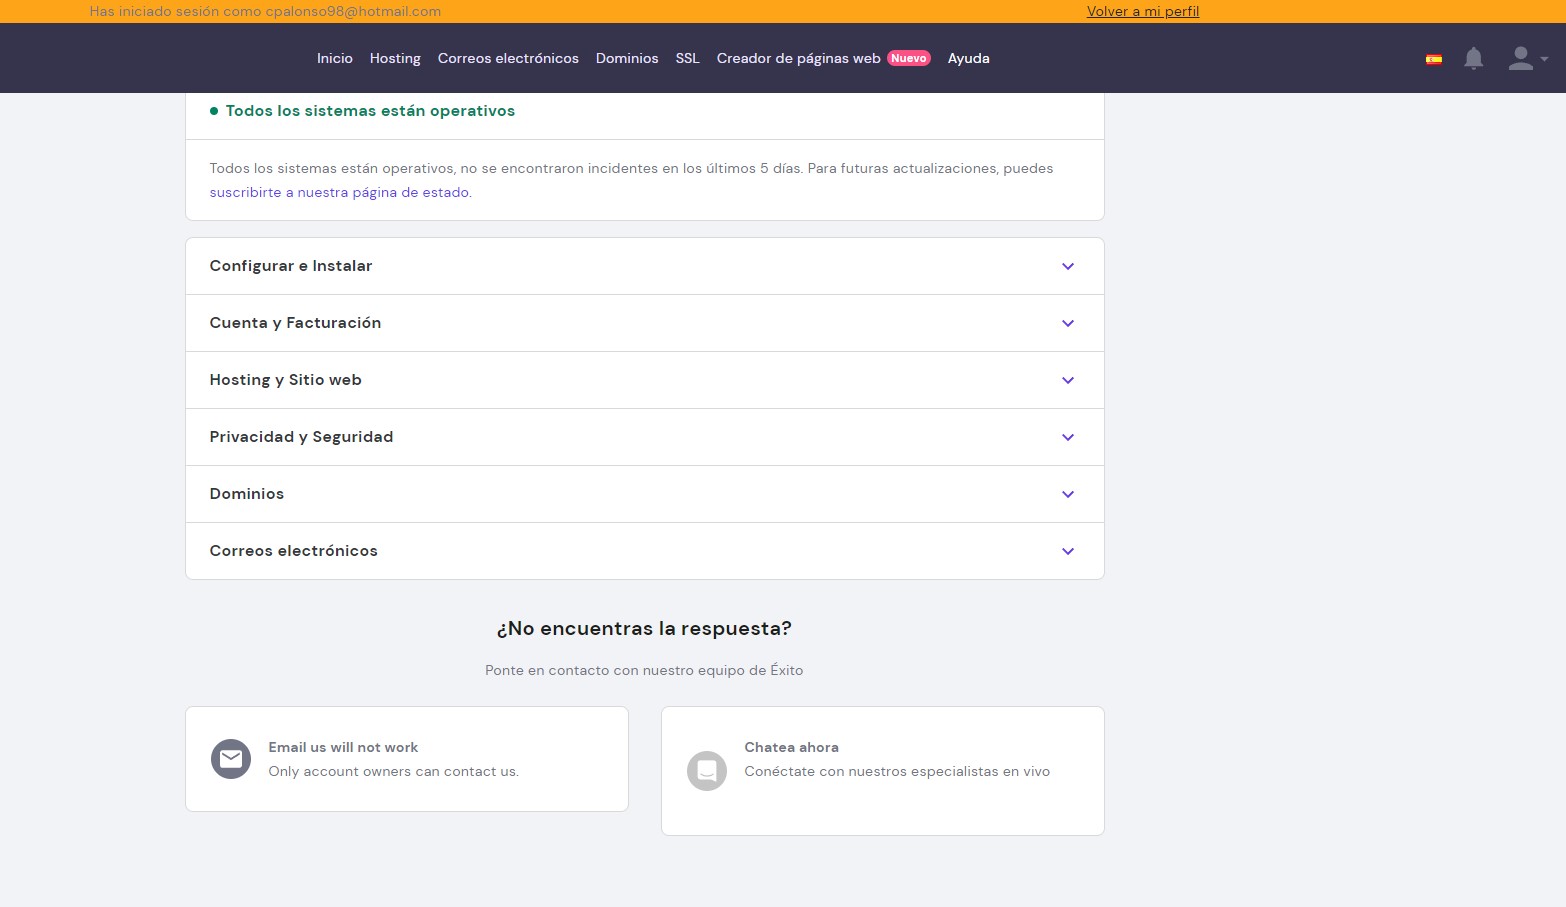 Has iniciado sesión como cpalonso98@hotmail.com
Volver a mi perfil
Inicio Hosting Correos electrónicos Dominios SSL Creador de páginas web Nuevo Ayuda
Todos los sistemas están operativos
Todos los sistemas están operativos, no se encontraron incidentes en los últimos 5 días. Para futuras actualizaciones, puedes
suscribirte a nuestra página de estado.
Configurar e Instalar
Cuenta y Facturación
Hosting y Sitio web
Privacidad y Seguridad
Dominios
Correos electrónicos
¿No encuentras la respuesta?
Ponte en contacto con nuestro equipo de Éxito
Email us will not work
Only account owners can contact us.
Chatea ahora
Conéctate con nuestros especialistas en vivo